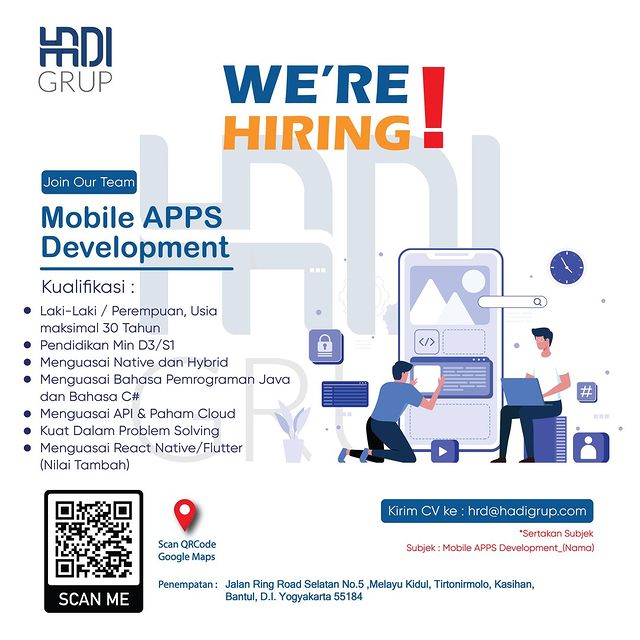 HADI
GRUP
WE'RE
HIRING!
Join Our Team
Mobile APPS
Development
Kualifikasi :
• Laki-Laki / Perempuan, Usia
maksimal 30 Tahun
• Pendidikan Min D3/S1
• Menguasai Native dan Hybrid
• Menguasai Bahasa Pemrograman Java
dan Bahasa C#
• Menguasai API & Paham Cloud
• Kuat Dalam Problem Solving
• Menguasai React Native/Flutter
(Nilai Tambah)
HADI
GRUP
</>
#
SCAN ME
Scan QRCode
Google Maps
Kirim CV ke : hrd@hadigrup.com
*Sertakan Subjek
Subjek : Mobile APPS Development_(Nama)
Penempatan : Jalan Ring Road Selatan No.5 ,Melayu Kidul, Tirtonirmolo, Kasihan,
Bantul, D.I. Yogyakarta 55184